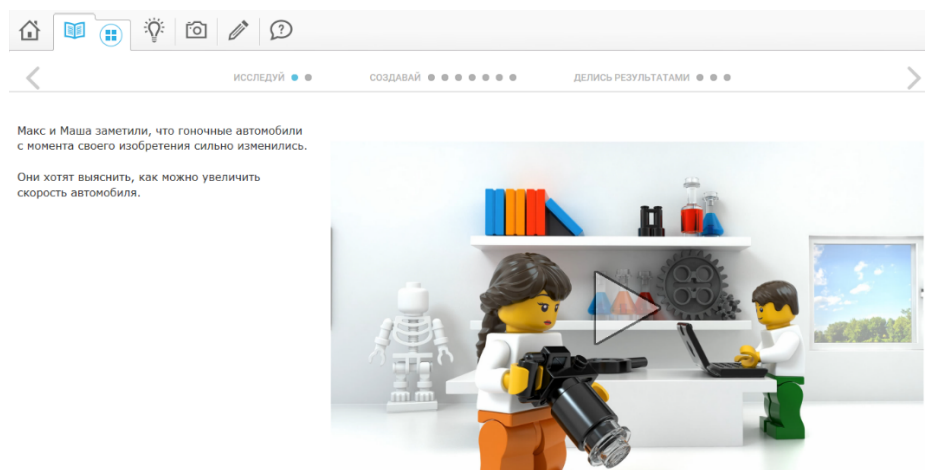 ИССЛЕДУЙ СОЗДАВАЙ ДЕЛИСЬ РЕЗУЛЬТАТАМИ
Макс и Маша заметили, что гоночные автомобили
с момента своего изобретения сильно изменились.
Они хотят выяснить, как можно увеличить
скорость автомобиля.